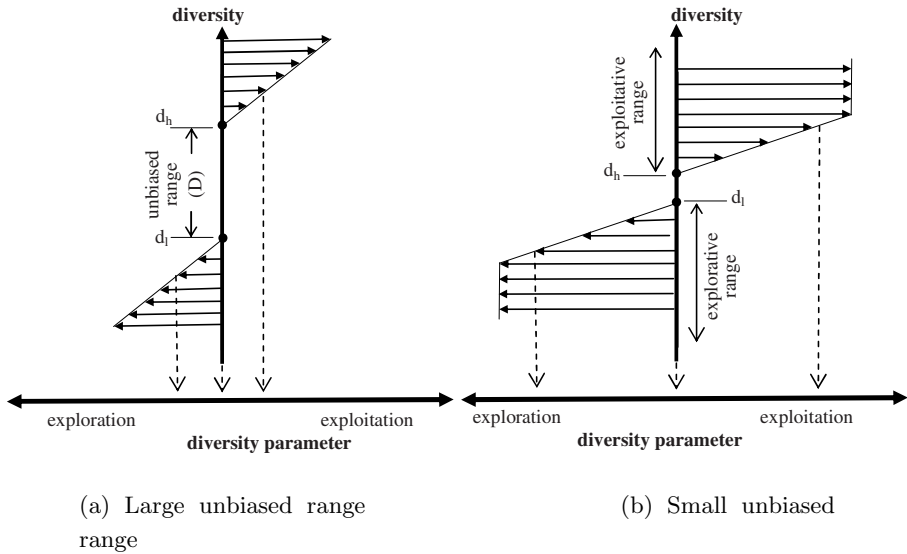 diversity
d_h
unbiased
range
(D)
d_l
exploration
exploitation
diversity parameter
(a) Large unbiased range
range
diversity
exploitative
range
d_h
d_l
explorative
range
exploration
exploitation
diversity parameter
(b) Small unbiased